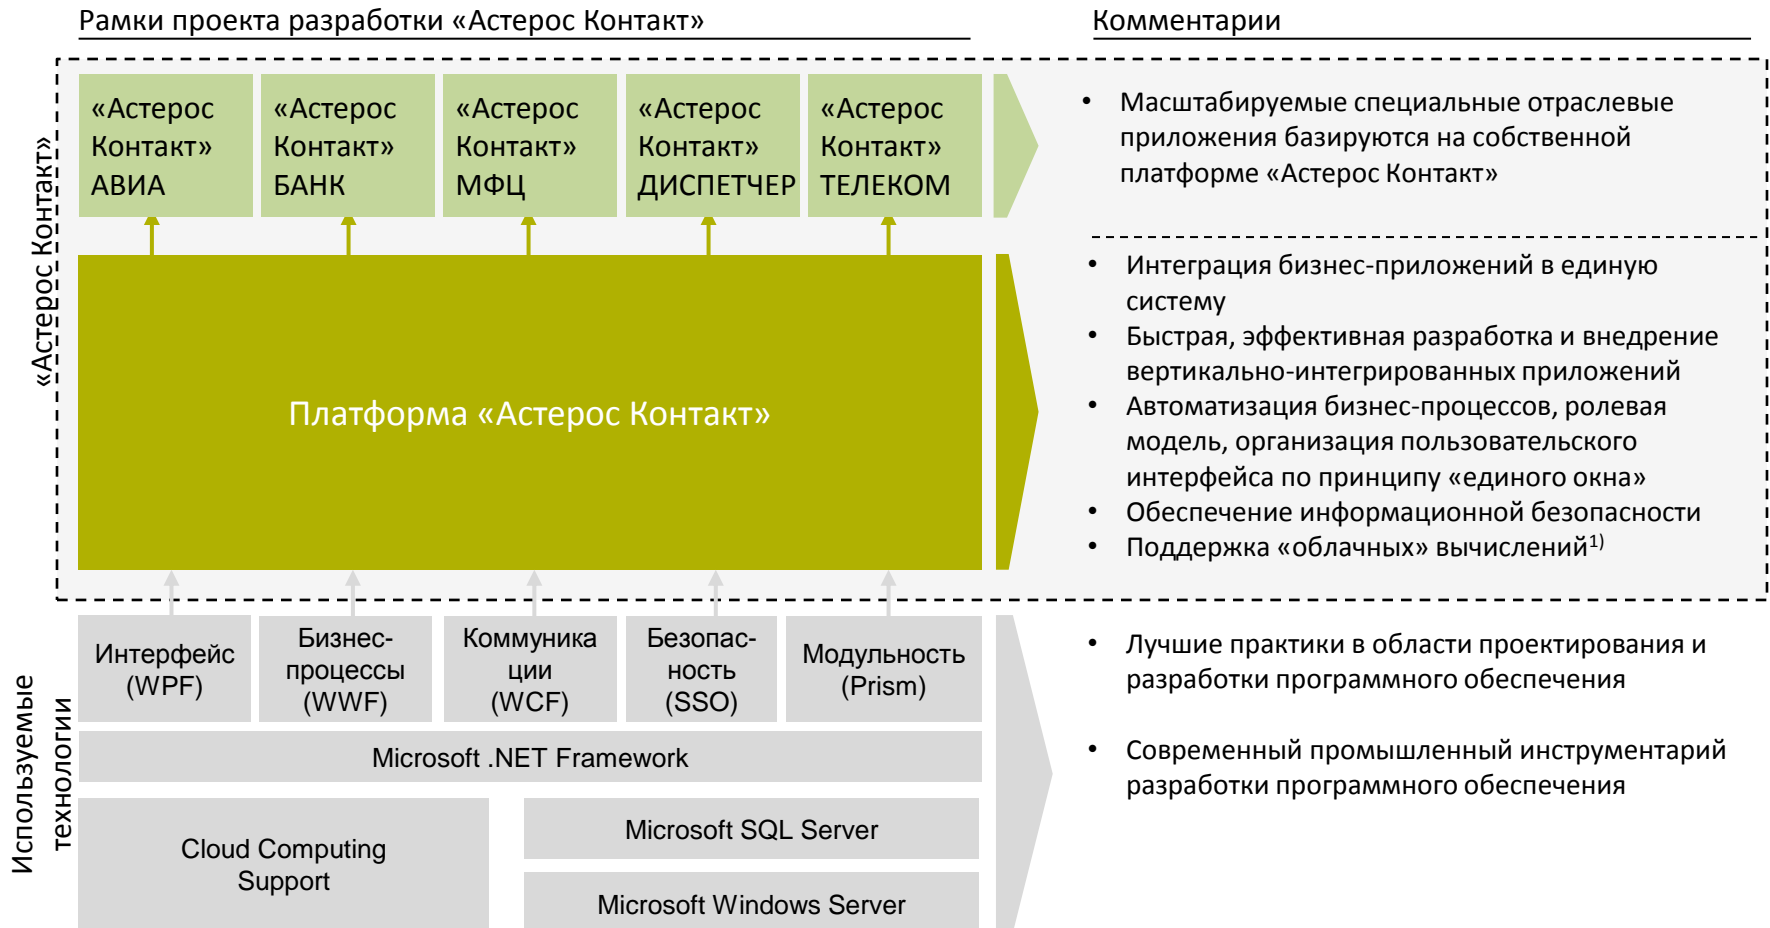 Рамки проекта разработки «Астерос Контакт»
Комментарии
«Астерос Контакт»
«Астерос
Контакт»
АВИА
«Астерос
Контакт»
БАНК
«Астерос
Контакт»
МФЦ
«Астерос
Контакт»
ДИСПЕТЧЕР
«Астерос
Контакт»
ТЕЛЕКОМ
• Масштабируемые специальные отраслевые
приложения базируются на собственной
платформе «Астерос Контакт»
Платформа «Астерос Контакт»
• Интеграция бизнес-приложений в единую
систему
• Быстрая, эффективная разработка и внедрение
вертикально-интегрированных приложений
• Автоматизация бизнес-процессов, ролевая
модель, организация пользовательского
интерфейса по принципу «единого окна»
• Обеспечение информационной безопасности
• Поддержка «облачных» вычислений1)
Используемые
технологии
Интерфейс
(WPF)
Бизнес-
процессы
(WWF)
Коммуника
ции
(WCF)
Безопас-
ность
(SSO)
Модульность
(Prism)
Microsoft .NET Framework
Cloud Computing
Support
Microsoft SQL Server
Microsoft Windows Server
• Лучшие практики в области проектирования и
разработки программного обеспечения
• Современный промышленный инструментарий
разработки программного обеспечения